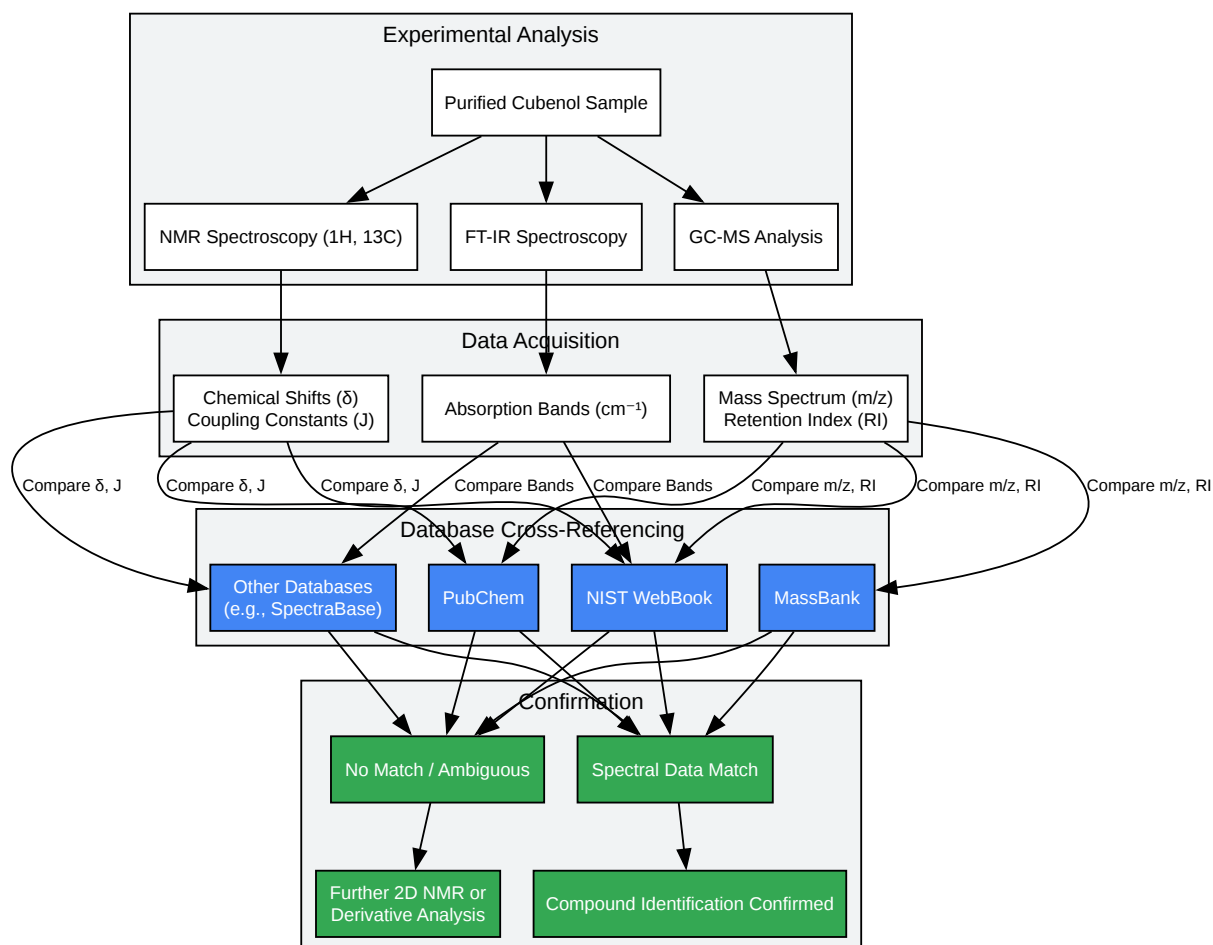 Experimental Analysis
Purified Cubenol Sample
NMR Spectroscopy (1H, 13C)
FT-IR Spectroscopy
GC-MS Analysis
Data Acquisition
Chemical Shifts (δ)
Coupling Constants (J)
Absorption Bands (cm⁻¹)
Mass Spectrum (m/z)
Retention Index (RI)
Compare δ, J
Compare δ, J
Compare δ, J
Compare Bands
Compare Bands
Compare m/z, RI
Compare m/z, RI
Compare m/z, RI
Database Cross-Referencing
Other Databases
(e.g., SpectraBase)
PubChem
NIST WebBook
MassBank
Confirmation
No Match / Ambiguous
Spectral Data Match
Further 2D NMR or
Derivative Analysis
Compound Identification Confirmed